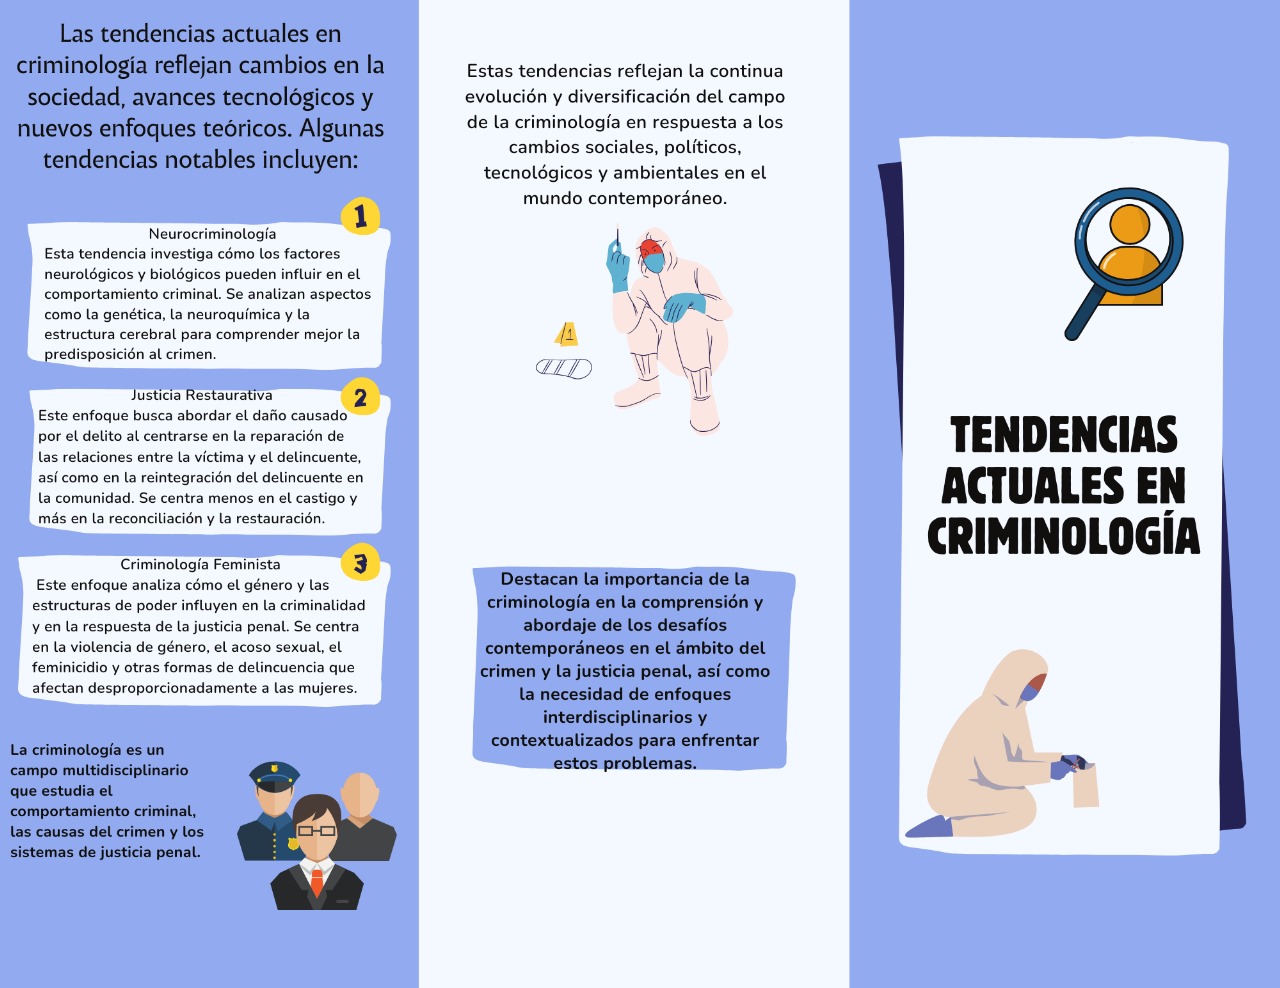 Las tendencias actuales en
criminología reflejan cambios en la
sociedad, avances tecnológicos y
nuevos enfoques teóricos. Algunas
tendencias notables incluyen:
1
Neurocriminología
Esta tendencia investiga cómo los factores
neurológicos y biológicos pueden influir en el
comportamiento criminal. Se analizan aspectos
como la genética, la neuroquímica y la
estructura cerebral para comprender mejor la
predisposición al crimen.
2
Justicia Restaurativa
Este enfoque busca abordar el daño causado
por el delito al centrarse en la reparación de
las relaciones entre la víctima y el delincuente,
así como en la reintegración del delincuente en
la comunidad. Se centra menos en el castigo y
más en la reconciliación y la restauración.
3
Criminología Feminista
Este enfoque analiza cómo el género y las
estructuras de poder influyen en la criminalidad
y en la respuesta de la justicia penal. Se centra
en la violencia de género, el acoso sexual, el
feminicidio y otras formas de delincuencia que
afectan desproporcionadamente a las mujeres.
La criminología es un
campo multidisciplinario
que estudia el
comportamiento criminal,
las causas del crimen y los
sistemas de justicia penal.
Estas tendencias reflejan la continua
evolución y diversificación del campo
de la criminología en respuesta a los
cambios sociales, políticos,
tecnológicos y ambientales en el
mundo contemporáneo.
1
Destacan la importancia de la
criminología en la comprensión y
abordaje de los desafíos
contemporáneos en el ámbito del
crimen y la justicia penal, así como
la necesidad de enfoques
interdisciplinarios y
contextualizados para enfrentar
estos problemas.
TENDENCIAS
ACTUALES EN
CRIMINOLOGÍA